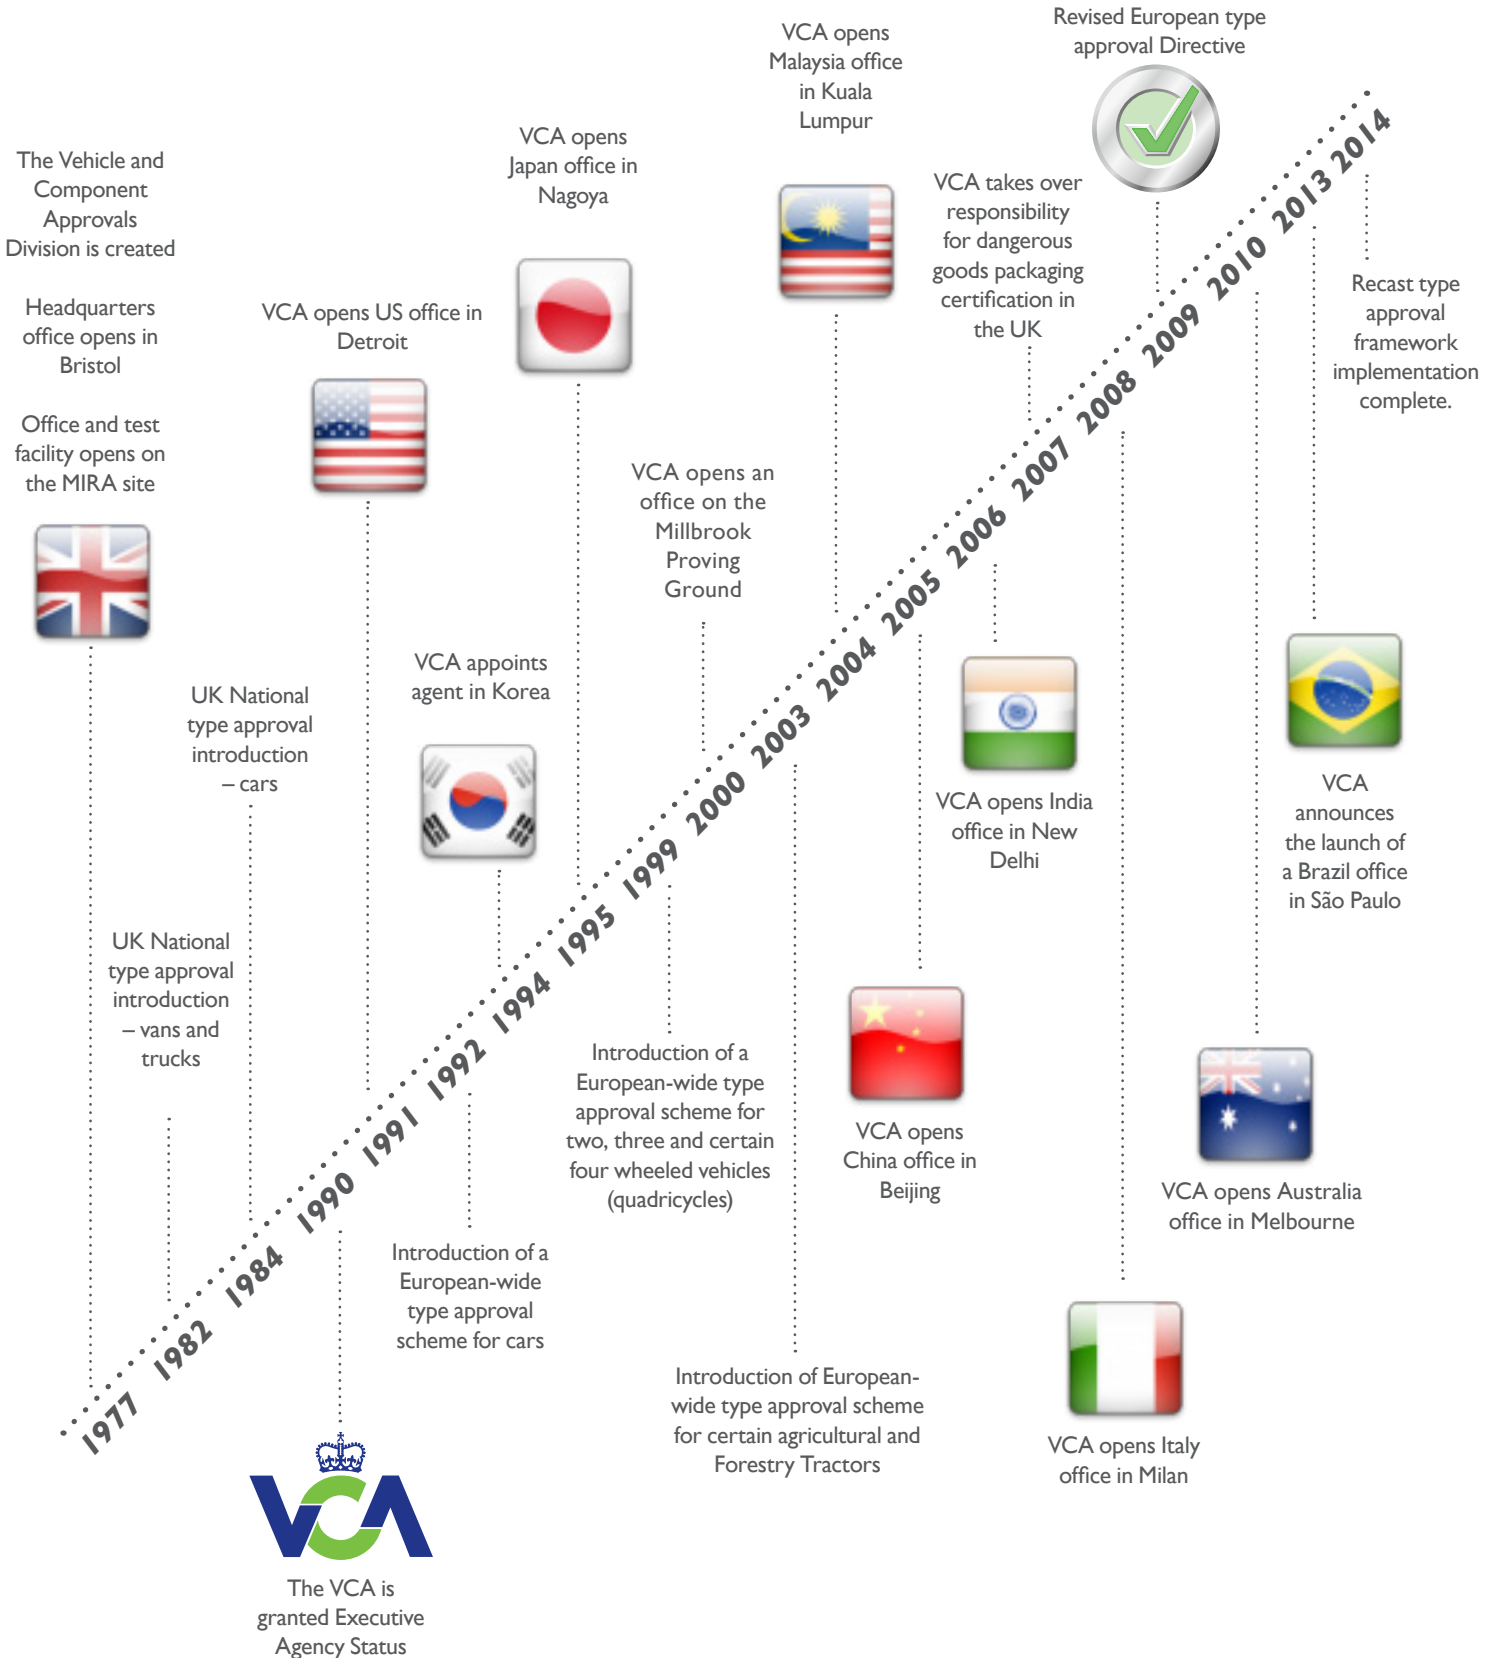 The Vehicle and
Component
Approvals
Division is created
Headquarters
office opens in
Bristol
Office and test
facility opens on
the MIRA site
UK National
type approval
introduction
– vans and
trucks
UK National
type approval
introduction
– cars
VCA opens US office in
Detroit
VCA appoints
agent in Korea
VCA opens
Japan office in
Nagoya
VCA opens an
office on the
Millbrook
Proving
Ground
VCA opens
Malaysia office
in Kuala
Lumpur
VCA takes over
responsibility
for dangerous
goods packaging
certification in
the UK
Revised European type
approval Directive
1977
1982
1984
1990
1991
1992
1994
1995
1999
2000
2003
2004
2005
2006
2007
2008
2009
2010
2013
2014
VCA
The VCA is
granted Executive
Agency Status
Introduction of a
European-wide
type approval
scheme for cars
Introduction of a
European-wide type
approval scheme for
two, three and certain
four wheeled vehicles
(quadricycles)
Introduction of European-
wide type approval scheme
for certain agricultural and
Forestry Tractors
VCA opens
China office in
Beijing
VCA opens India
office in New
Delhi
VCA opens Italy
office in Milan
VCA opens Australia
office in Melbourne
VCA
announces
the launch of
a Brazil office
in São Paulo
Recast type
approval
framework
implementation
complete.